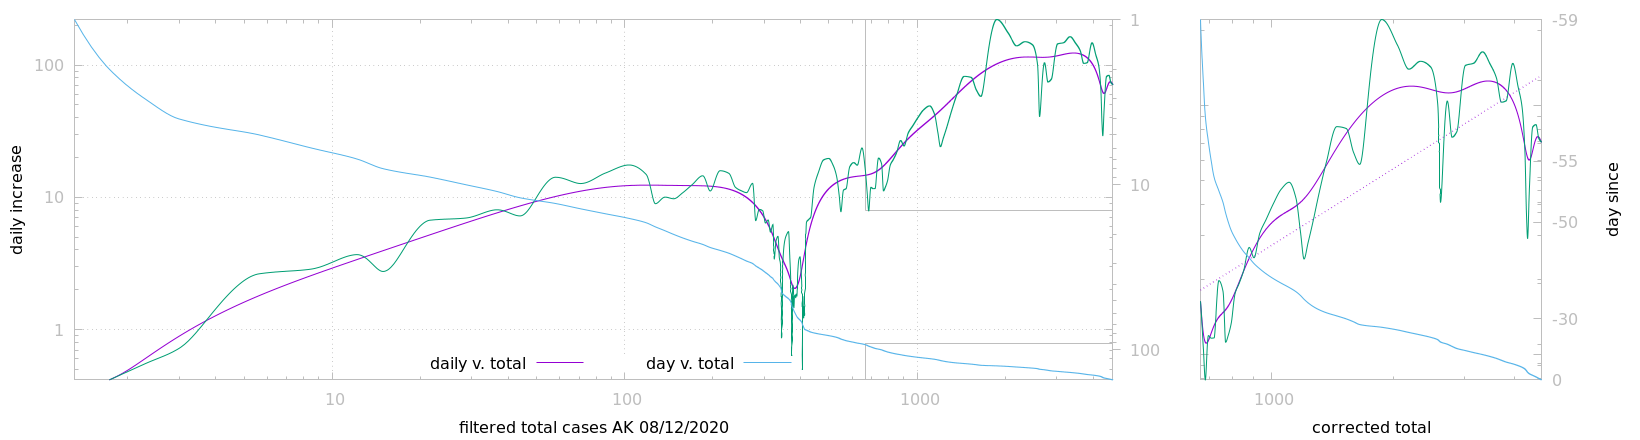 daily increase
100
10
1
10
100
1000
filtered total cases AK 08/12/2020
daily v. total
day v. total
1
10
100
1000
corrected total
-59
-55
-50
-30
0
day since